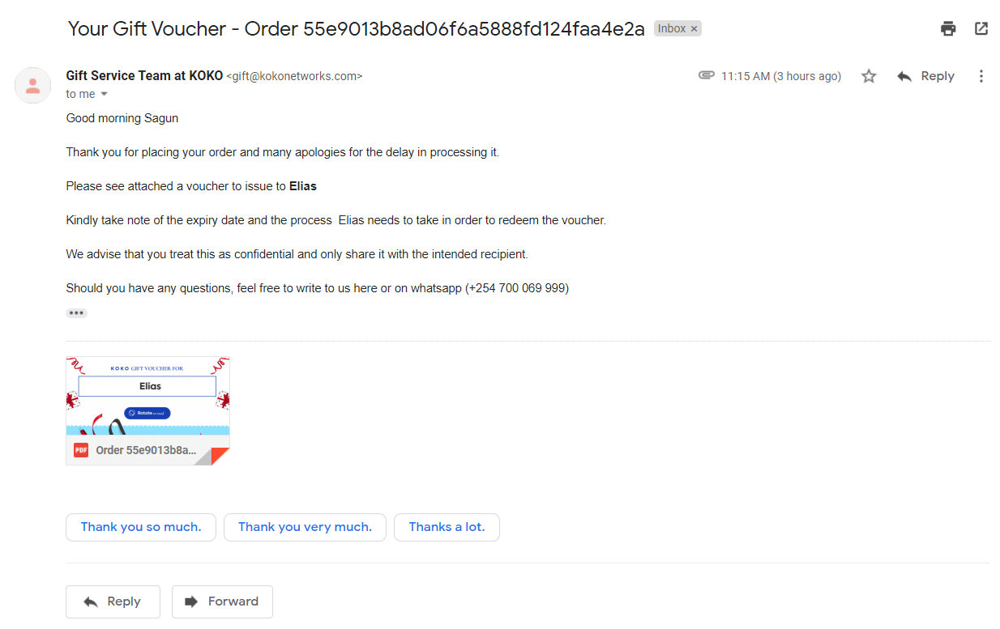 Your Gift Voucher - Order 55e9013b8ad06f6a5888fd124faa4e2a Inbox ×
Gift Service Team at KOKO <gift@kokonetworks.com> 11:15 AM (3 hours ago) Reply
to me
Good morning Sagun
Thank you for placing your order and many apologies for the delay in processing it.
Please see attached a voucher to issue to Elias
Kindly take note of the expiry date and the process  Elias needs to take in order to redeem the voucher.
We advise that you treat this as confidential and only share it with the intended recipient.
Should you have any questions, feel free to write to us here or on whatsapp (+254 700 069 999)
KOKO GIFT VOUCHER FOR
Elias
Rotate to read
PDF Order 55e9013b8a...
Thank you so much. Thank you very much. Thanks a lot.
Reply Forward